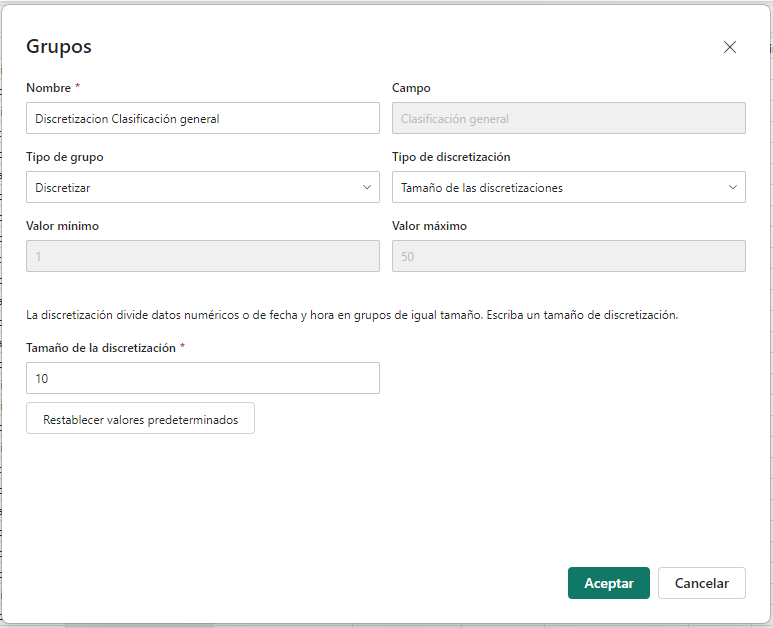 Grupos
Nombre *
Campo
Discretizacion Clasificación general
Clasificación general
Tipo de grupo
Tipo de discretización
Discretizar
Tamaño de las discretizaciones
Valor mínimo
Valor máximo
1
50
La discretización divide datos numéricos o de fecha y hora en grupos de igual tamaño. Escriba un tamaño de discretización.
Tamaño de la discretización *
10
Restablecer valores predeterminados
Aceptar
Cancelar